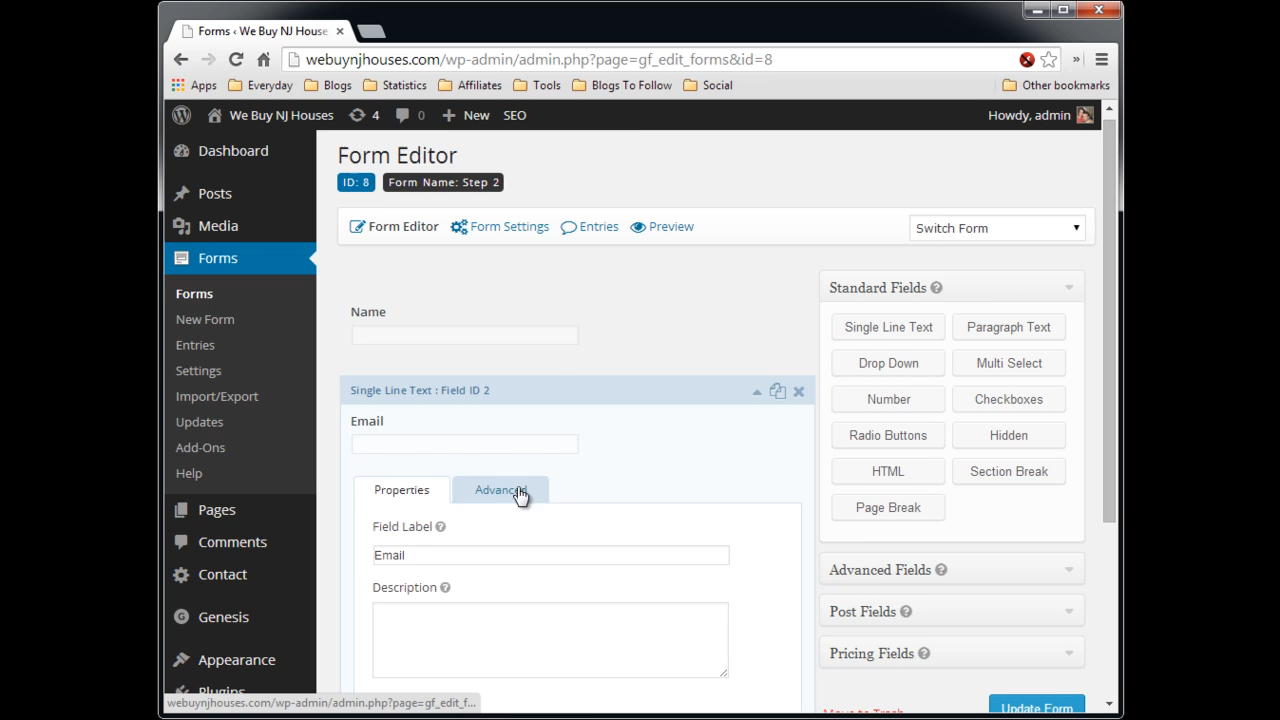 Forms ‹ We Buy NJ House
webuynjhouses.com/wp-admin/admin.php?page=gf_edit_forms&id=8
»
Apps Everyday Blogs Statistics Affiliates Tools Blogs To Follow Social Other bookmarks
We Buy NJ Houses 4 0 New SEO Howdy, admin
Dashboard
Posts
Media
Forms
Forms
New Form
Entries
Settings
Import/Export
Updates
Add-Ons
Help
Pages
Comments
Contact
Genesis
Appearance
Plugins
Form Editor
ID: 8 Form Name: Step 2
Form Editor Form Settings Entries Preview Switch Form
Name
Single Line Text : Field ID 2
Email
Properties Advanced
Field Label
Email
Description
Standard Fields
Single Line Text Paragraph Text
Drop Down Multi Select
Number Checkboxes
Radio Buttons Hidden
HTML Section Break
Page Break
Advanced Fields
Post Fields
Pricing Fields
Move to Trash Update Form
webuynjhouses.com/wp-admin/admin.php?page=gf_edit_f...